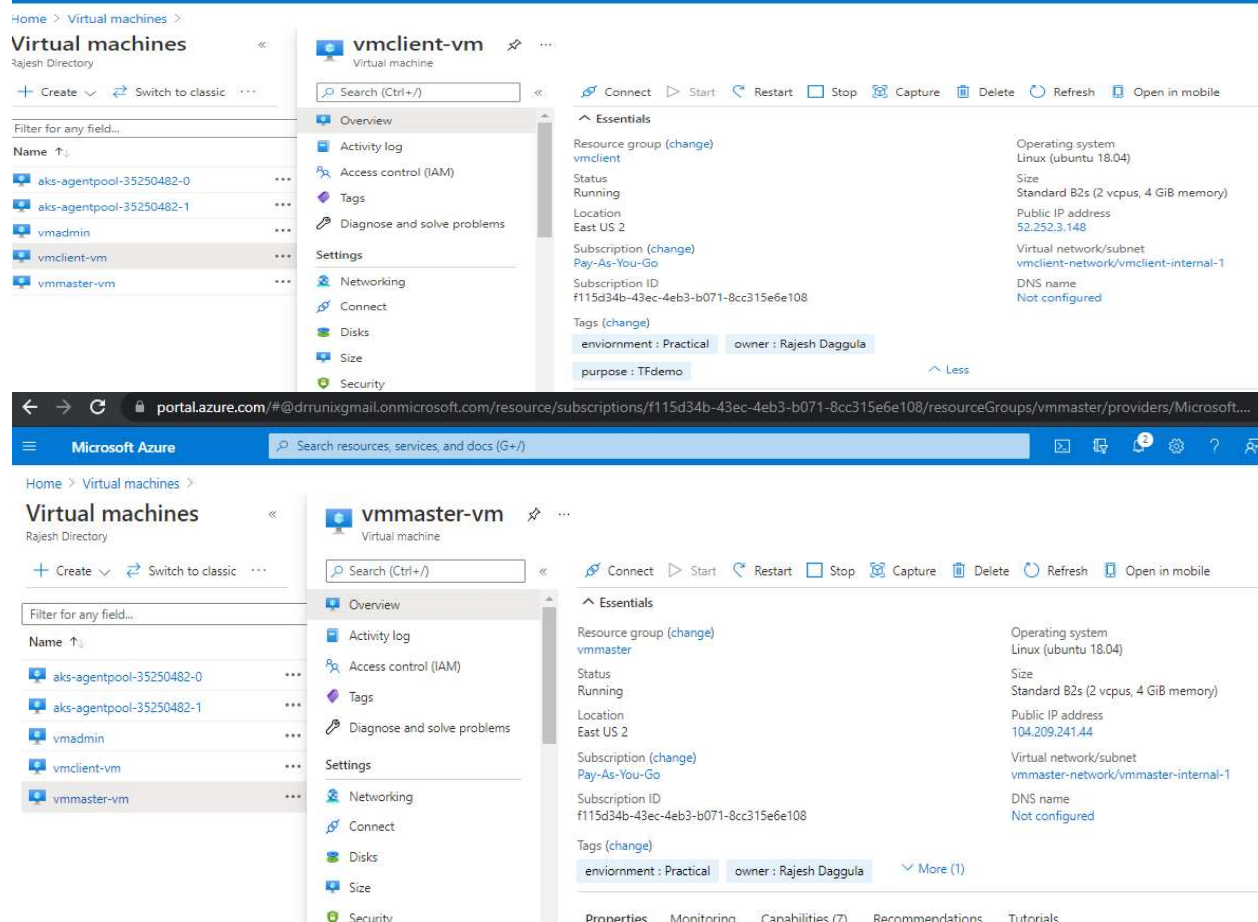 Home > Virtual machines >
Virtual machines «
Rajesh Directory
+ Create Switch to classic ...
Filter for any field...
Name ↑↓
aks-agentpool-35250482-0 ...
aks-agentpool-35250482-1 ...
vmadmin ...
vmclient-vm ...
vmmaster-vm ...
vmclient-vm ...
Virtual machine
Search (Ctrl+/) «
Overview
Activity log
Access control (IAM)
Tags
Diagnose and solve problems
Settings
Networking
Connect
Disks
Size
Security
Connect Start Restart Stop Capture Delete Refresh Open in mobile
Essentials
Resource group (change)
vmclient
Status
Running
Location
East US 2
Subscription (change)
Pay-As-You-Go
Subscription ID
f115d34b-43ec-4eb3-b071-8cc315e6e108
Operating system
Linux (ubuntu 18.04)
Size
Standard B2s (2 vcpus, 4 GiB memory)
Public IP address
52.252.3.148
Virtual network/subnet
vmclient-network/vmclient-internal-1
DNS name
Not configured
Tags (change)
enviornment : Practical owner : Rajesh Daggula
purpose : TFdemo Less
portal.azure.com/#@drrunixgmail.onmicrosoft.com/resource/subscriptions/f115d34b-43ec-4eb3-b071-8cc315e6e108/resourceGroups/vmmaster/providers/Microsoft....
Microsoft Azure Search resources, services, and docs (G+/) 2 ?
Home > Virtual machines >
Virtual machines «
Rajesh Directory
+ Create Switch to classic ...
Filter for any field...
Name ↑↓
aks-agentpool-35250482-0 ...
aks-agentpool-35250482-1 ...
vmadmin ...
vmclient-vm ...
vmmaster-vm ...
vmmaster-vm ...
Virtual machine
Search (Ctrl+/) «
Overview
Activity log
Access control (IAM)
Tags
Diagnose and solve problems
Settings
Networking
Connect
Disks
Size
Security
Connect Start Restart Stop Capture Delete Refresh Open in mobile
Essentials
Resource group (change)
vmmaster
Status
Running
Location
East US 2
Subscription (change)
Pay-As-You-Go
Subscription ID
f115d34b-43ec-4eb3-b071-8cc315e6e108
Operating system
Linux (ubuntu 18.04)
Size
Standard B2s (2 vcpus, 4 GiB memory)
Public IP address
104.209.241.44
Virtual network/subnet
vmmaster-network/vmmaster-internal-1
DNS name
Not configured
Tags (change)
enviornment : Practical owner : Rajesh Daggula More (1)
Properties Monitoring Capabilities (7) Recommendations Tutorials